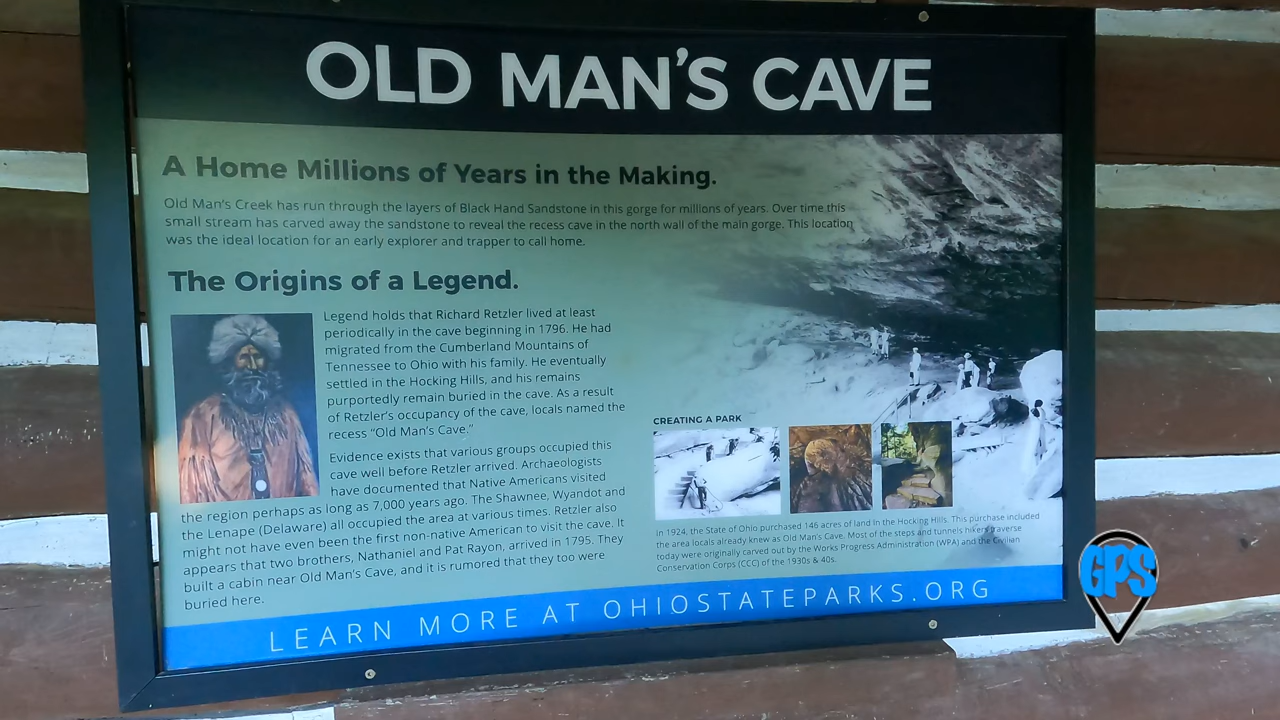 OLD MAN'S CAVE
A Home Millions of Years in the Making.
Old Man's Creek has run through the layers of Black Hand Sandstone in this gorge for millions of years. Over time this
small stream has carved away the sandstone to reveal the recess cave in the north wall of the main gorge. This location
was the ideal location for an early explorer and trapper to call home.
The Origins of a Legend.
Legend holds that Richard Retzler lived at least
periodically in the cave beginning in 1796. He had
migrated from the Cumberland Mountains of
Tennessee to Ohio with his family. He eventually
settled in the Hocking Hills, and his remains
purportedly remain buried in the cave. As a result
of Retzler's occupancy of the cave, locals named the
recess "Old Man's Cave."
Evidence exists that various groups occupied this
cave well before Retzler arrived. Archaeologists
have documented that Native Americans visited
the region perhaps as long as 7,000 years ago. The Shawnee, Wyandot and
the Lenape (Delaware) all occupied the area at various times. Retzler also
might not have even been the first non-native American to visit the cave. It
appears that two brothers, Nathaniel and Pat Rayon, arrived in 1795. They
built a cabin near Old Man's Cave, and it is rumored that they too were
buried here.
CREATING A PARK
In 1924, the State of Ohio purchased 146 acres of land in the Hocking Hills. This purchase included
the area locals already knew as Old Man's Cave. Most of the steps and tunnels hikers traverse
today were originally carved out by the Works Progress Administration (WPA) and the Civilian
Conservation Corps (CCC) of the 1930s & 40s.
LEARN MORE AT OHIOSTATEPARKS.ORG
GPS